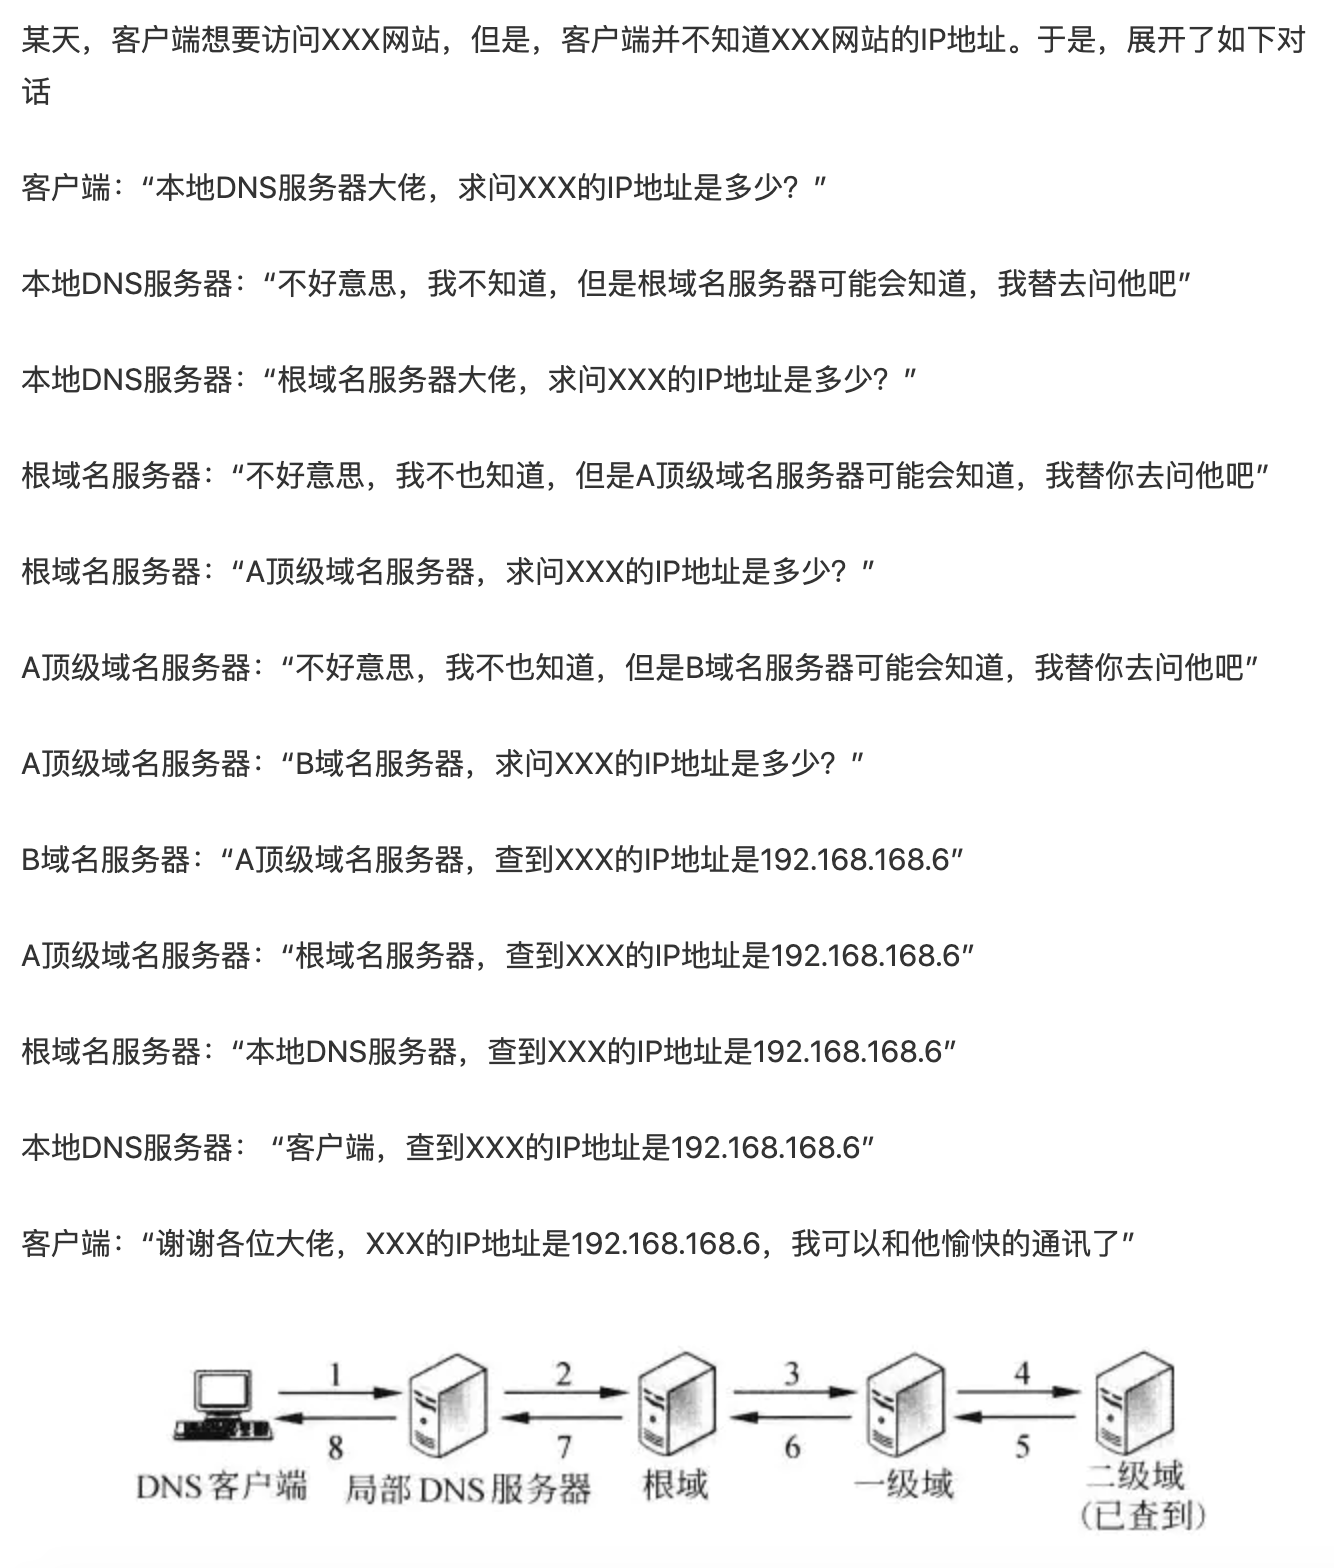 某天，客户端想要访问XXX网站，但是，客户端并不知道XXX网站的IP地址。于是，展开了如下对
话
客户端：“本地DNS服务器大佬，求问XXX的IP地址是多少？”
本地DNS服务器：“不好意思，我不知道，但是根域名服务器可能会知道，我替去问他吧”
本地DNS服务器：“根域名服务器大佬，求问XXX的IP地址是多少？”
根域名服务器：“不好意思，我不也知道，但是A顶级域名服务器可能会知道，我替你去问他吧”
根域名服务器：“A顶级域名服务器，求问XXX的IP地址是多少？”
A顶级域名服务器：“不好意思，我不也知道，但是B域名服务器可能会知道，我替你去问他吧”
A顶级域名服务器：“B域名服务器，求问XXX的IP地址是多少？”
B域名服务器：“A顶级域名服务器，查到XXX的IP地址是192.168.168.6”
A顶级域名服务器：“根域名服务器，查到XXX的IP地址是192.168.168.6”
根域名服务器：“本地DNS服务器，查到XXX的IP地址是192.168.168.6”
本地DNS服务器： “客户端，查到XXX的IP地址是192.168.168.6”
客户端：“谢谢各位大佬，XXX的IP地址是192.168.168.6，我可以和他愉快的通讯了”
1 2 3 4
8 7 6 5
DNS客户端 局部DNS服务器 根域 一级域 二级域
（已查到）